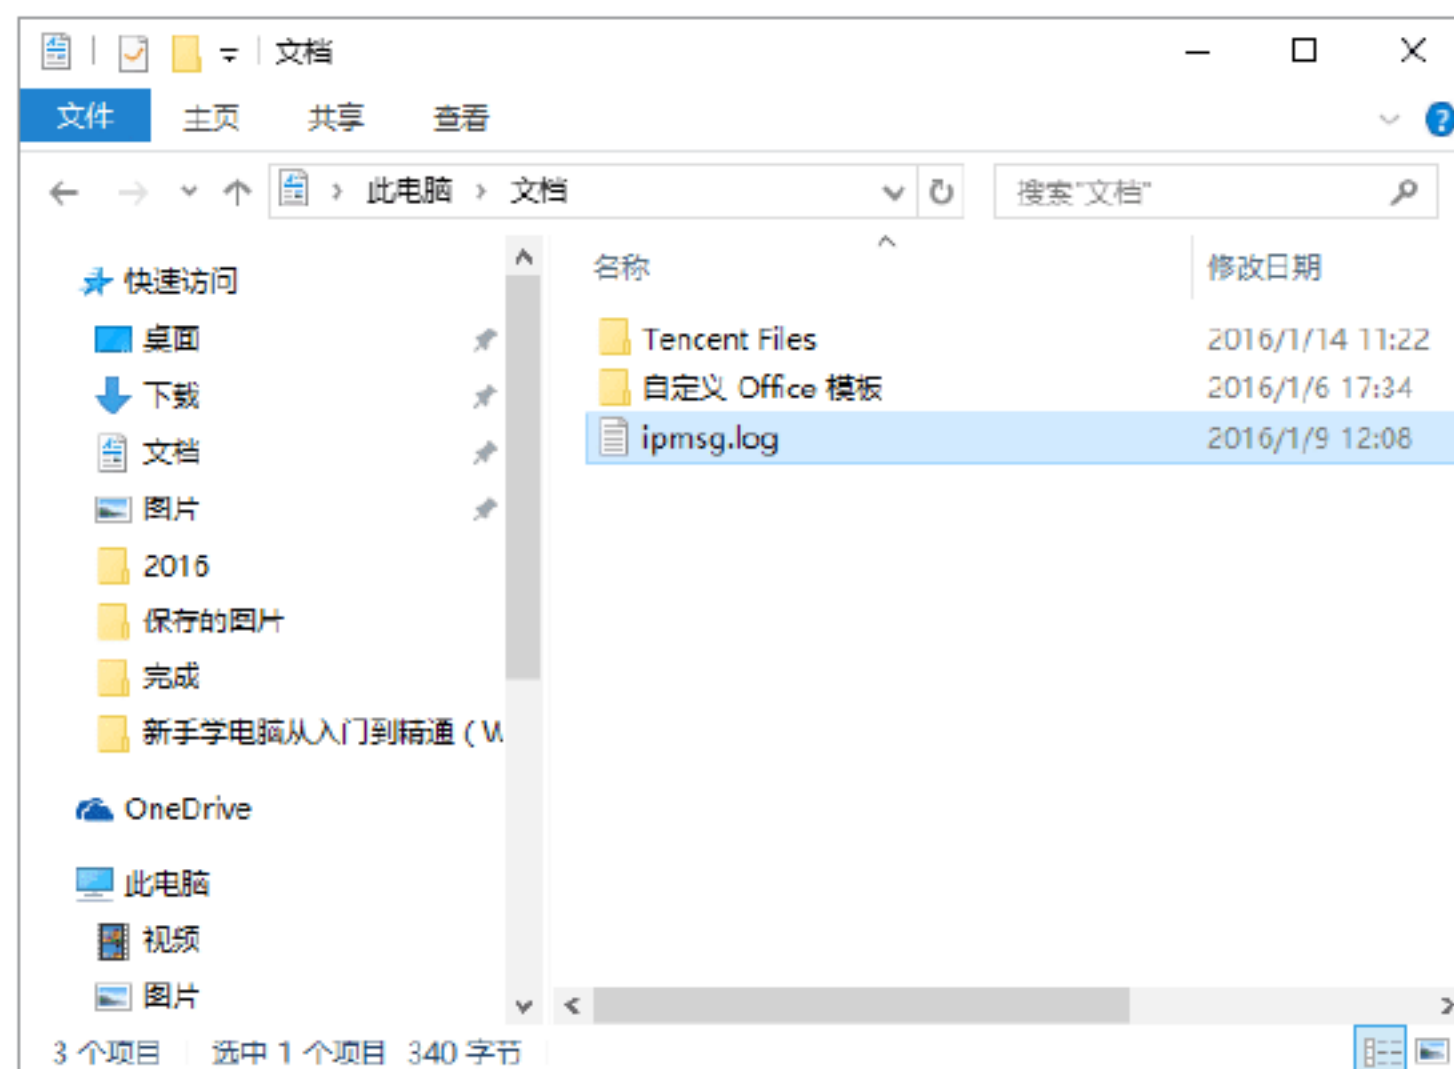 文档
文件 主页 共享 查看
此电脑 文档 搜索"文档"
名称 修改日期
快速访问
桌面
下载
文档
图片
2016
保存的图片
完成
新手学电脑从入门到精通（W
OneDrive
此电脑
视频
图片
Tencent Files 2016/1/14 11:22
自定义 Office 模板 2016/1/6 17:34
ipmsg.log 2016/1/9 12:08
3 个项目 选中 1 个项目 340 字节